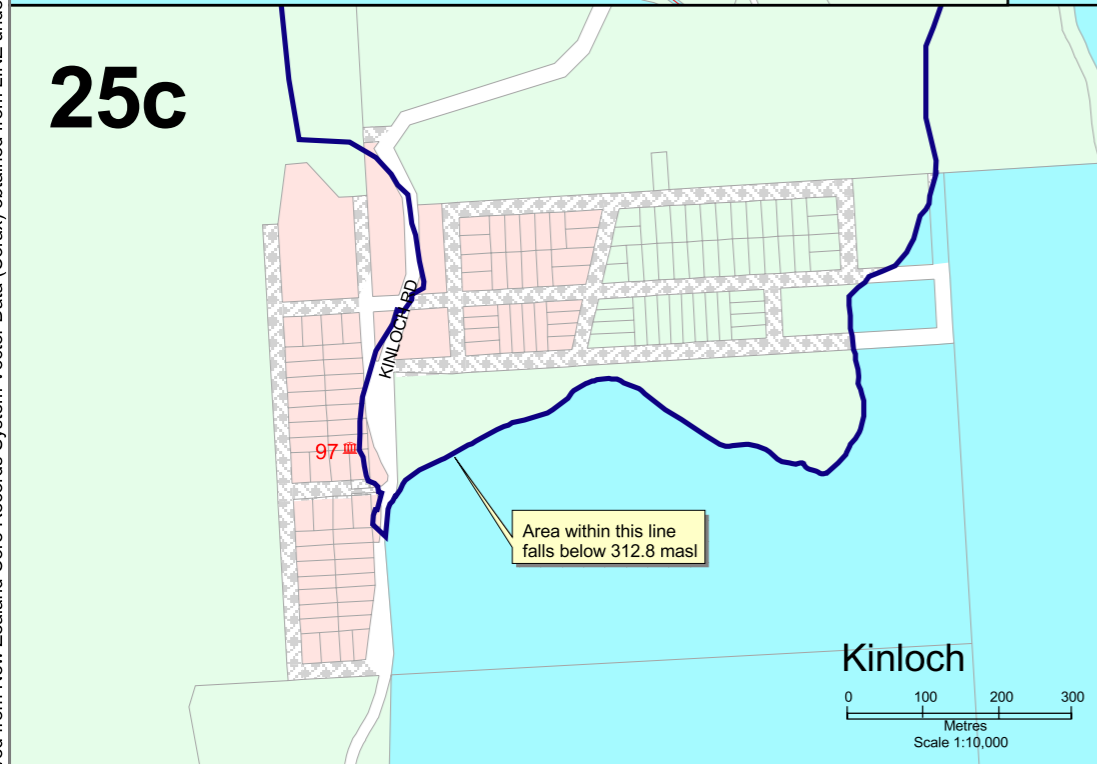 25c
KINLOCH RD
97
Area within this line
falls below 312.8 masl
Kinloch
0 100 200 300
Metres
Scale 1:10,000